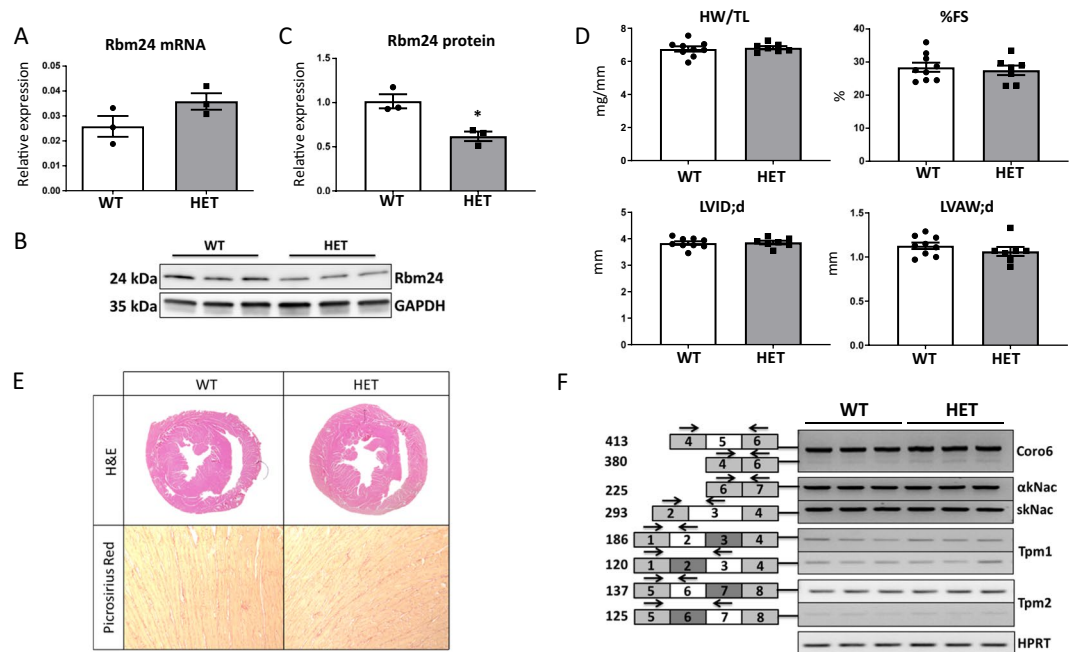 A
Rbm24 mRNA
Relative expression
0.05
0.04
0.03
0.02
0.01
0.00
WT HET
C
Rbm24 protein
Relative expression
1.5
1.0
0.5
0.0
*
WT HET
B
WT HET
24 kDa Rbm24
35 kDa GAPDH
D
HW/TL
mg/mm
8
6
4
2
0
WT HET
%FS
%
40
30
20
10
0
WT HET
LVID;d
mm
5
4
3
2
1
0
WT HET
LVAW;d
mm
1.5
1.0
0.5
0.0
WT HET
E
WT HET
H&E
Picrosirius Red
F
WT HET
413 4 5 6
380 4 6
Coro6
225 6 7 αkNac
293 2 3 4 skNac
186 1 2 3 4
120 1 2 3 4
Tpm1
137 5 6 7 8
125 5 6 7 8
Tpm2
HPRT